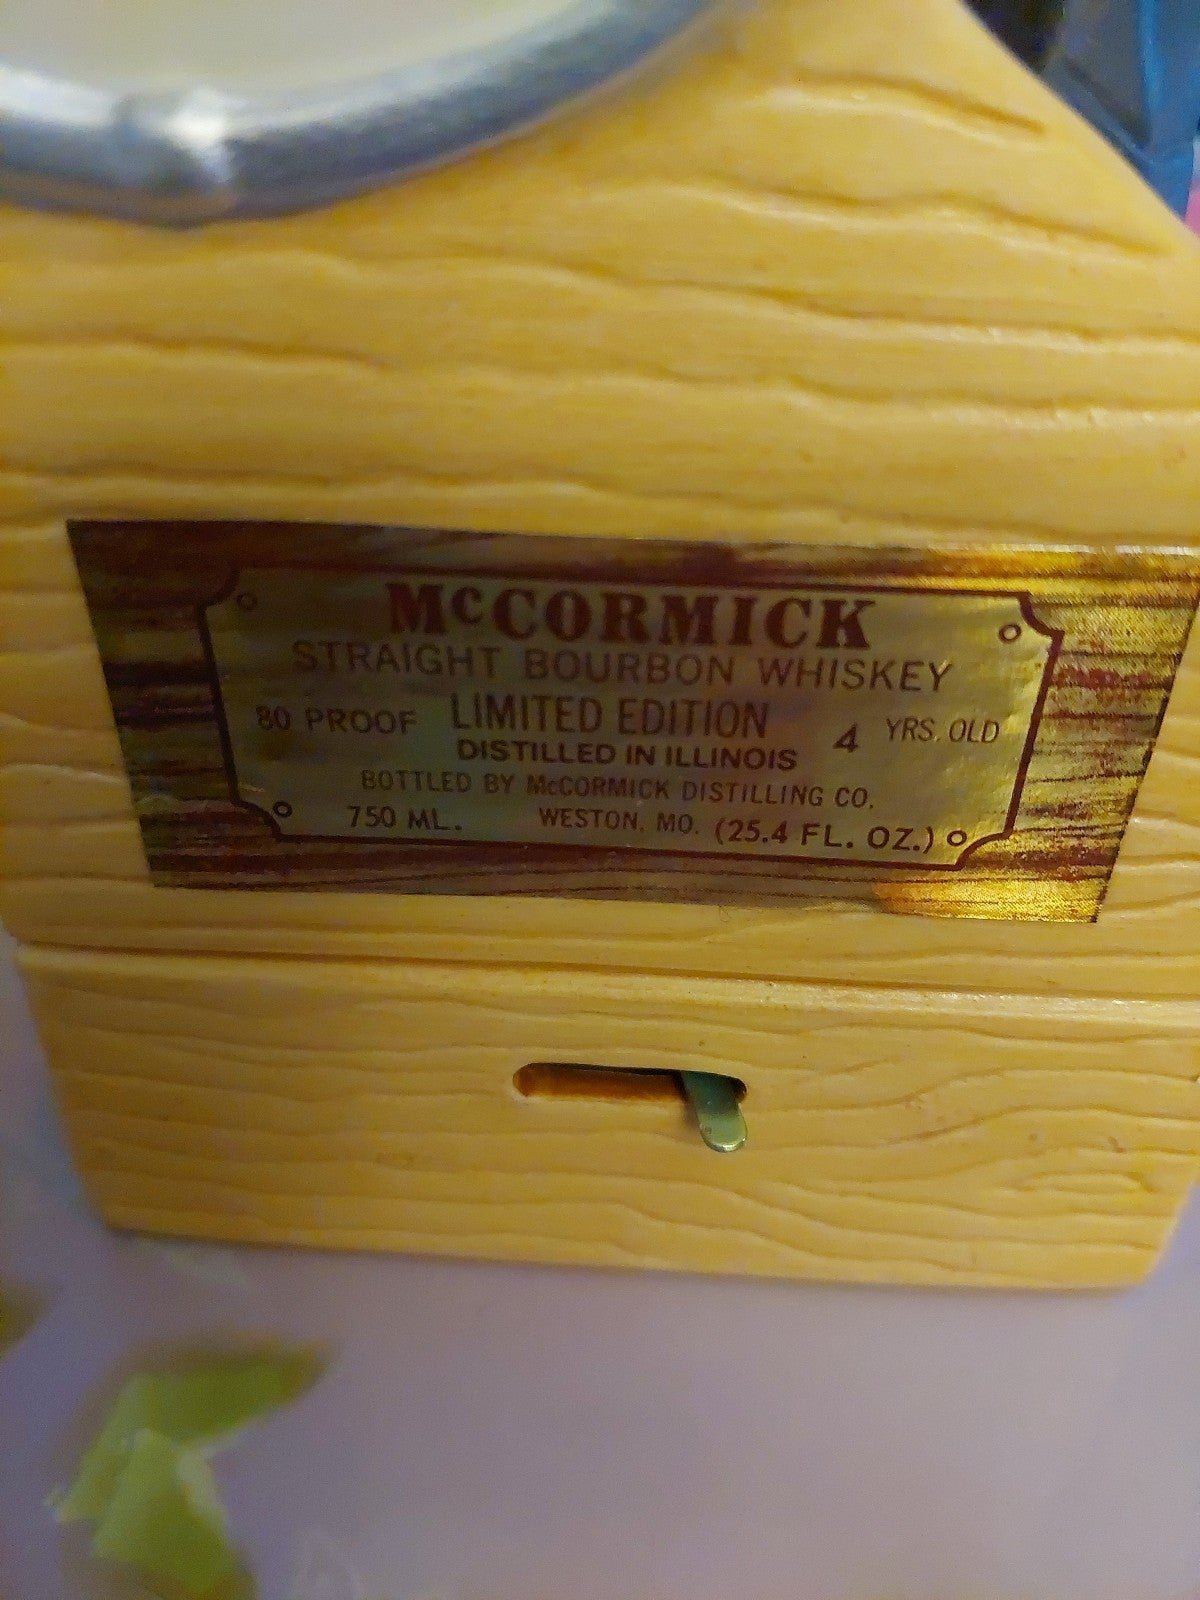 McCORMICK
STRAIGHT BOURBON WHISKEY
80 PROOF LIMITED EDITION 4 YRS. OLD
DISTILLED IN ILLINOIS
BOTTLED BY McCORMICK DISTILLING CO.
750 ML. WESTON, MO. (25.4 FL. OZ.)